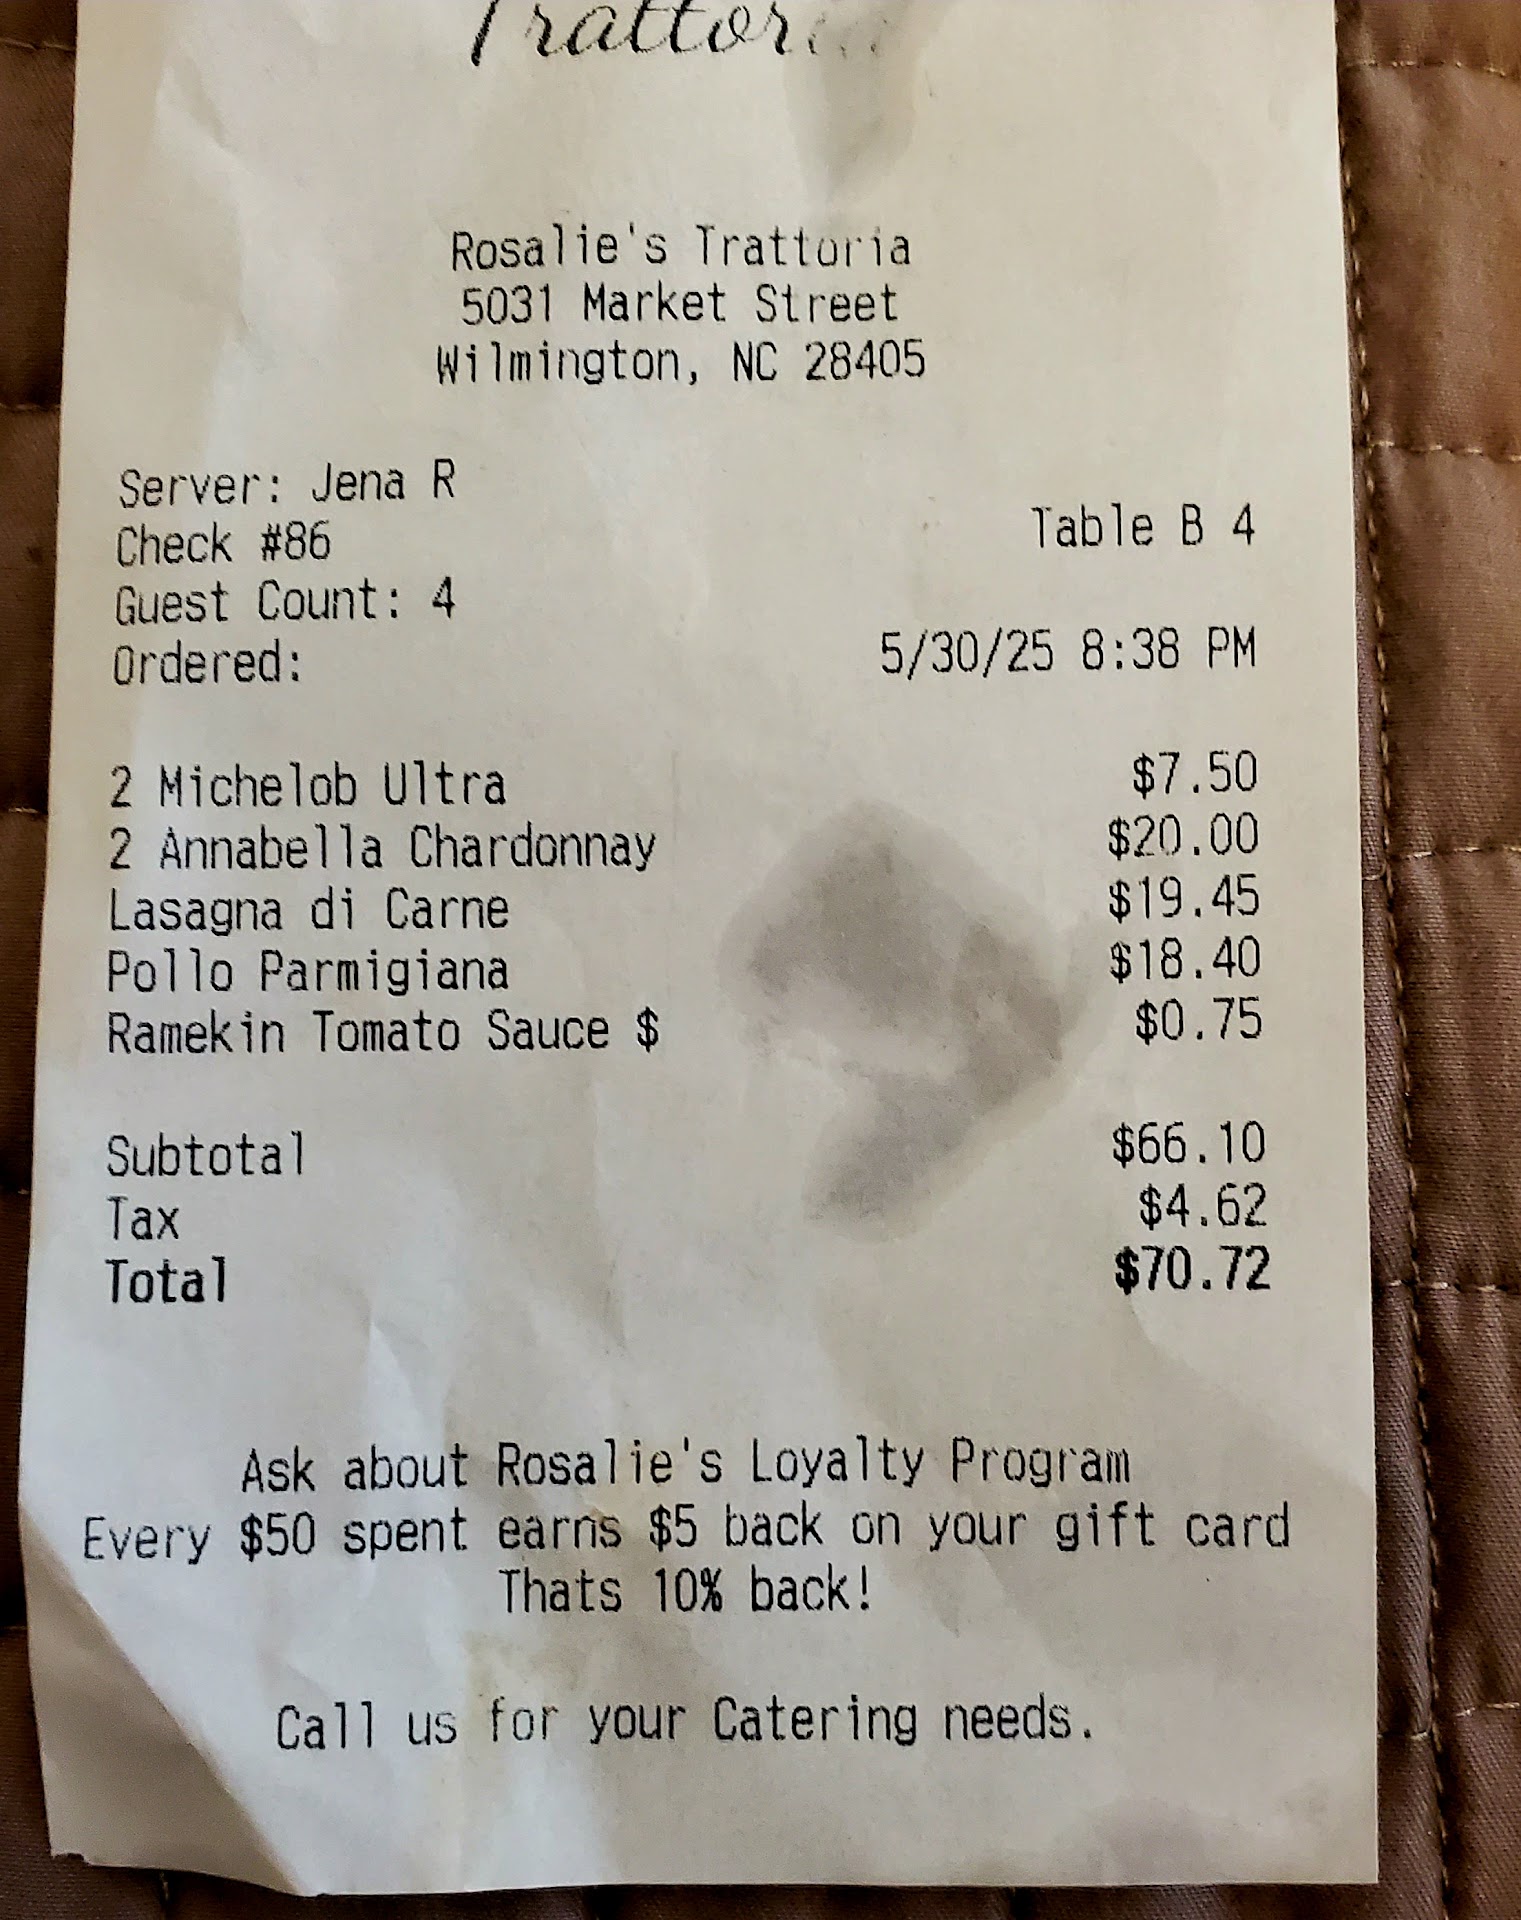 Trattoria
Rosalie's Trattoria
5031 Market Street
Wilmington, NC 28405
Server: Jena R
Check #86
Table B 4
Guest Count: 4
Ordered:
5/30/25 8:38 PM
2 Michelob Ultra $7.50
2 Annabella Chardonnay $20.00
Lasagna di Carne $19.45
Pollo Parmigiana $18.40
Ramekin Tomato Sauce $ $0.75
Subtotal $66.10
Tax $4.62
Total $70.72
Ask about Rosalie's Loyalty Program
Every $50 spent earns $5 back on your gift card
Thats 10% back!
Call us for your Catering needs.